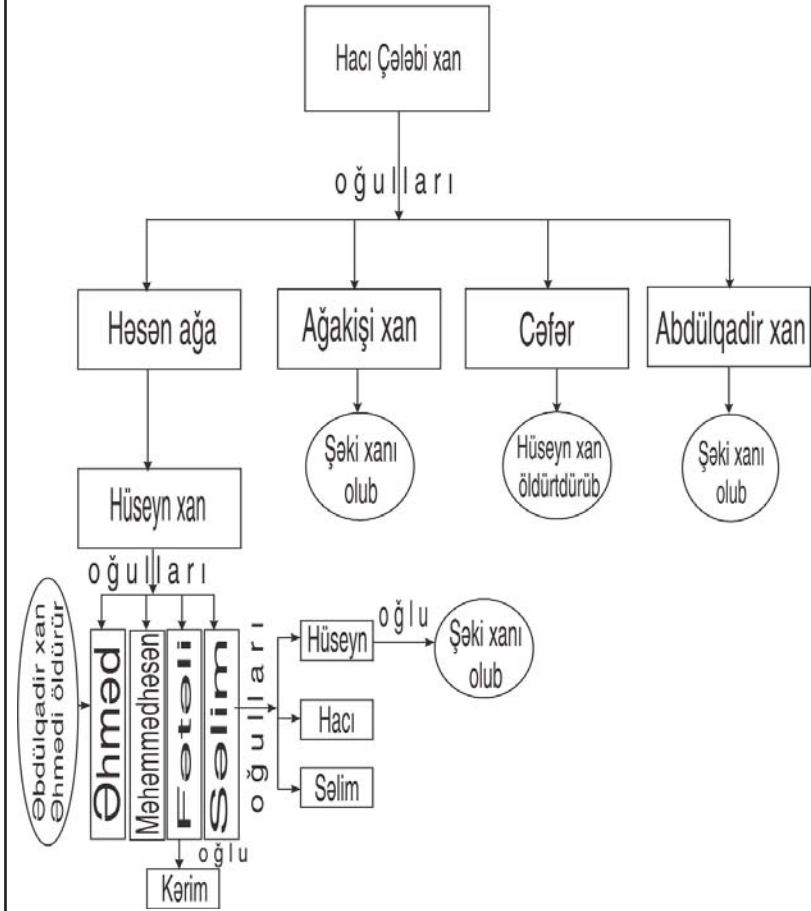 Hacı Çələbi xan
oğulları
Həsən ağa
Ağakişi xan
Cəfər
Abdülqadir xan
Şəki xanı
olub
Hüseyn xan
öldürtdürüb
Şəki xanı
olub
Hüseyn xan
oğulları
Əbdülqadir xan
Əhmədi öldürür
Əhməd
Məhəmmədhəsən
Fətəli
Səlim
oğulları
Hüseyn
oğlu
Şəki xanı
olub
Hacı
Səlim
oğlu
Kərim